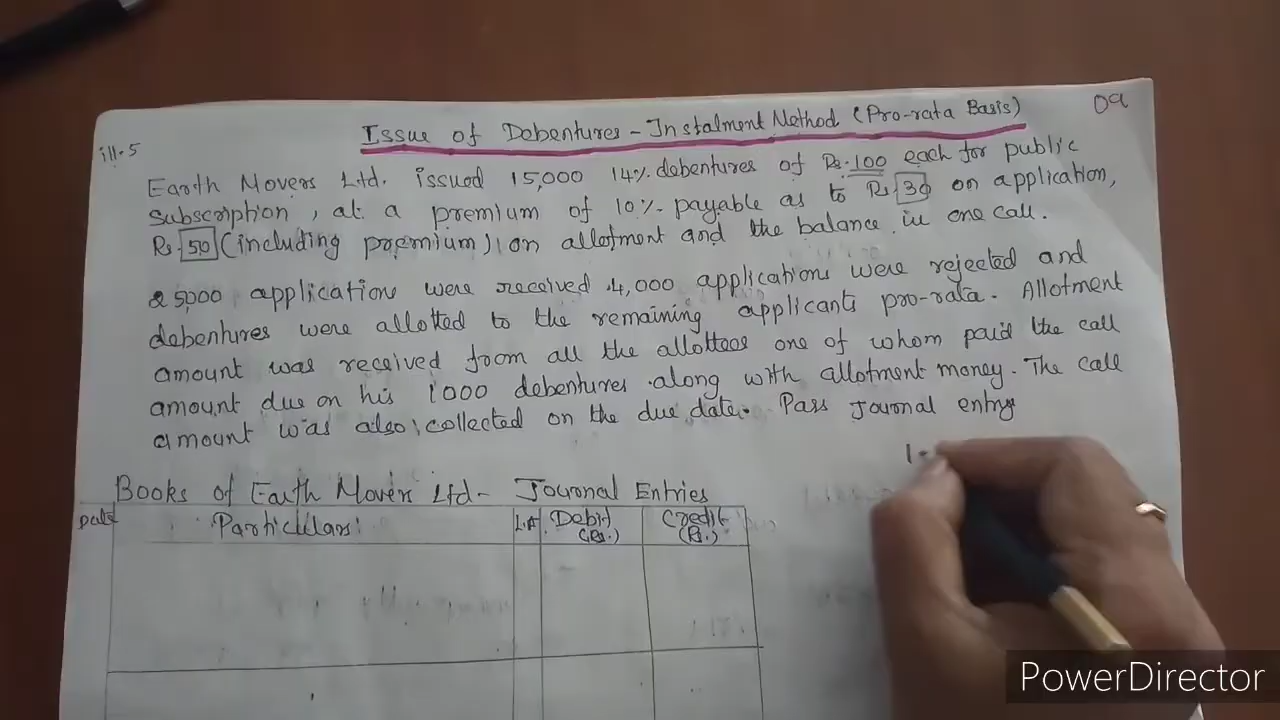 Issue of Debentures - Instalment Method (Pro-rata Basis)
09
ill.5
Earth Movers Ltd. issued 15,000 14% debentures of Rs.100 each for public
subscription, at a premium of 10% payable as to Rs 30 on application,
Rs 50 (including premium) on allotment and the balance in one call.
25,000 applications were received 4,000 applications were rejected and
debentures were allotted to the remaining applicants pro-rata. Allotment
amount was received from all the allottees one of whom paid the call
amount due on his 1000 debentures along with allotment money. The call
amount was also collected on the due date. Pass Journal entry
1-
Books of Earth Movers Ltd - Journal Entries
Date Particulars L.F Debit (Rs.) Credit (Rs.)
PowerDirector